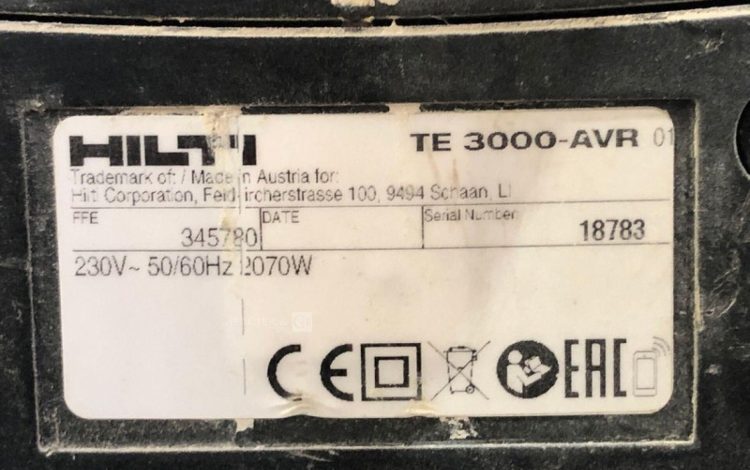 HILTI TE 3000-AVR 01
Trademark of: / Made in Austria for:
Hilti Corporation, Feldkircherstrasse 100, 9494 Schaan, LI
FFE DATE Serial Number
345780 18783
230V~ 50/60Hz 2070W
CE EAC